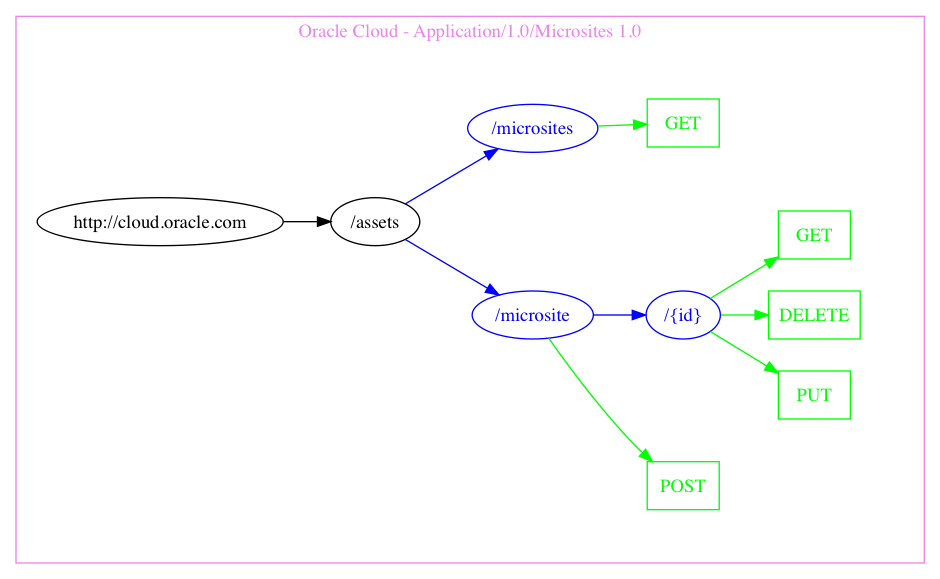 Oracle Cloud - Application/1.0/Microsites 1.0
/microsites
GET
http://cloud.oracle.com
/assets
GET
/microsite
/{id}
DELETE
PUT
POST